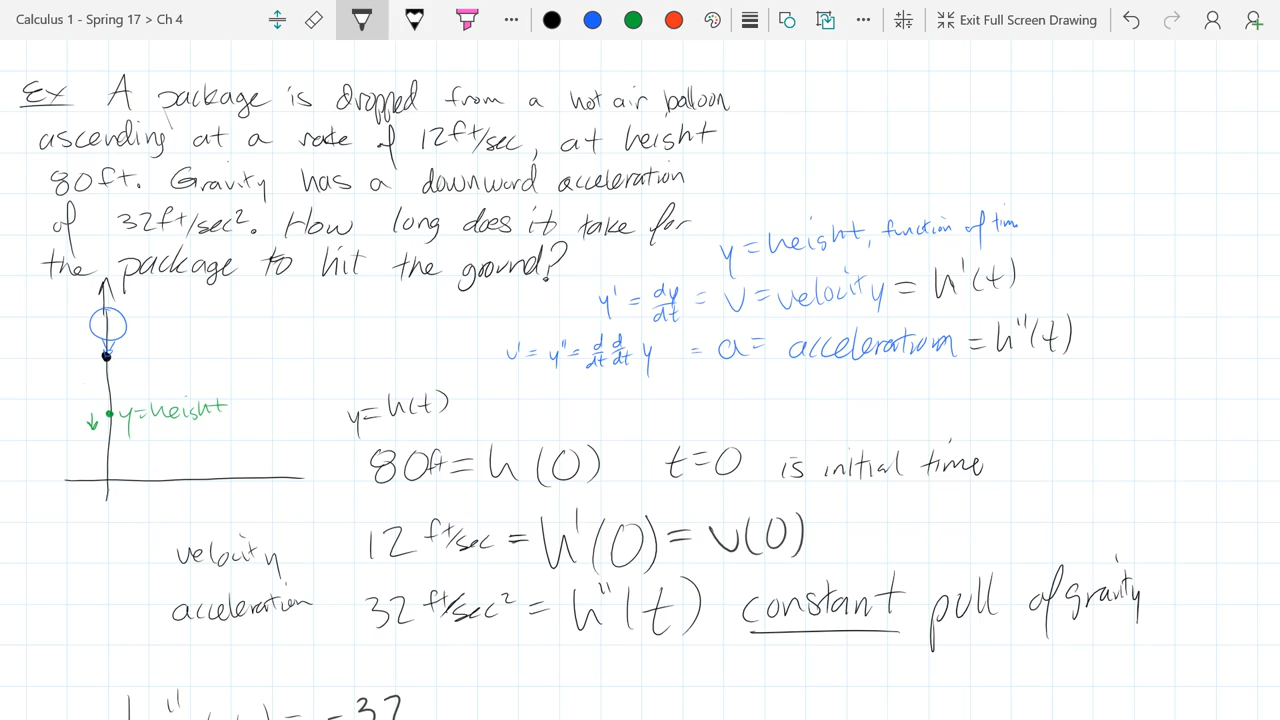 Calculus 1 - Spring 17 > Ch 4
Exit Full Screen Drawing
Ex A package is dropped from a hot air balloon
ascending at a rate of 12ft/sec, at height
80ft. Gravity has a downward acceleration
of 32ft/sec². How long does it take for
the package to hit the ground?
y = height, function of time
y' = dy/dt = v = velocity = h'(t)
v' = y'' = d/dt d/dt y = a = acceleration = h''(t)
y = height
y = h(t)
80ft = h(0) t=0 is initial time
velocity 12 ft/sec = h'(0) = v(0)
acceleration 32 ft/sec² = h''(t) constant pull of gravity
= -32